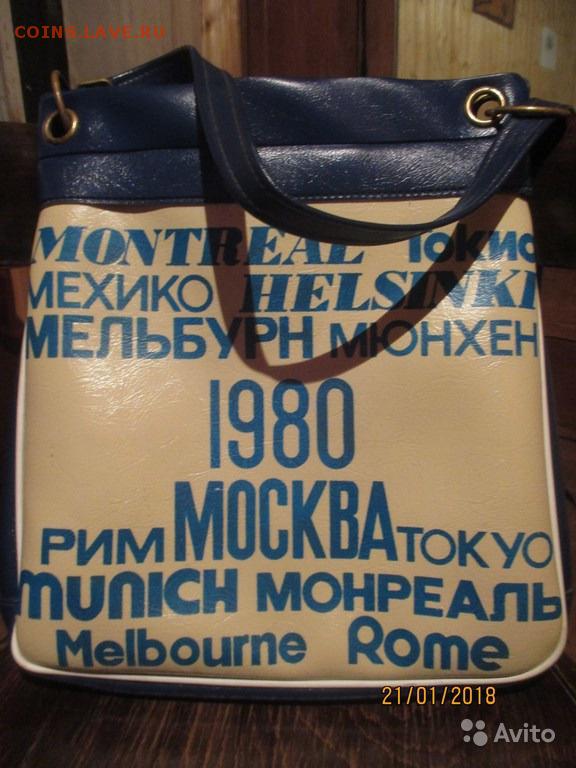 COINS.LAVE.RU
MONTREAL Токио
МЕХИКО HELSINKI
МЕЛЬБУРН МЮНХЕН
1980
РИМ МОСКВА TOKYO
munich МОНРЕАЛЬ
Melbourne Rome
21/01/2018
Avito